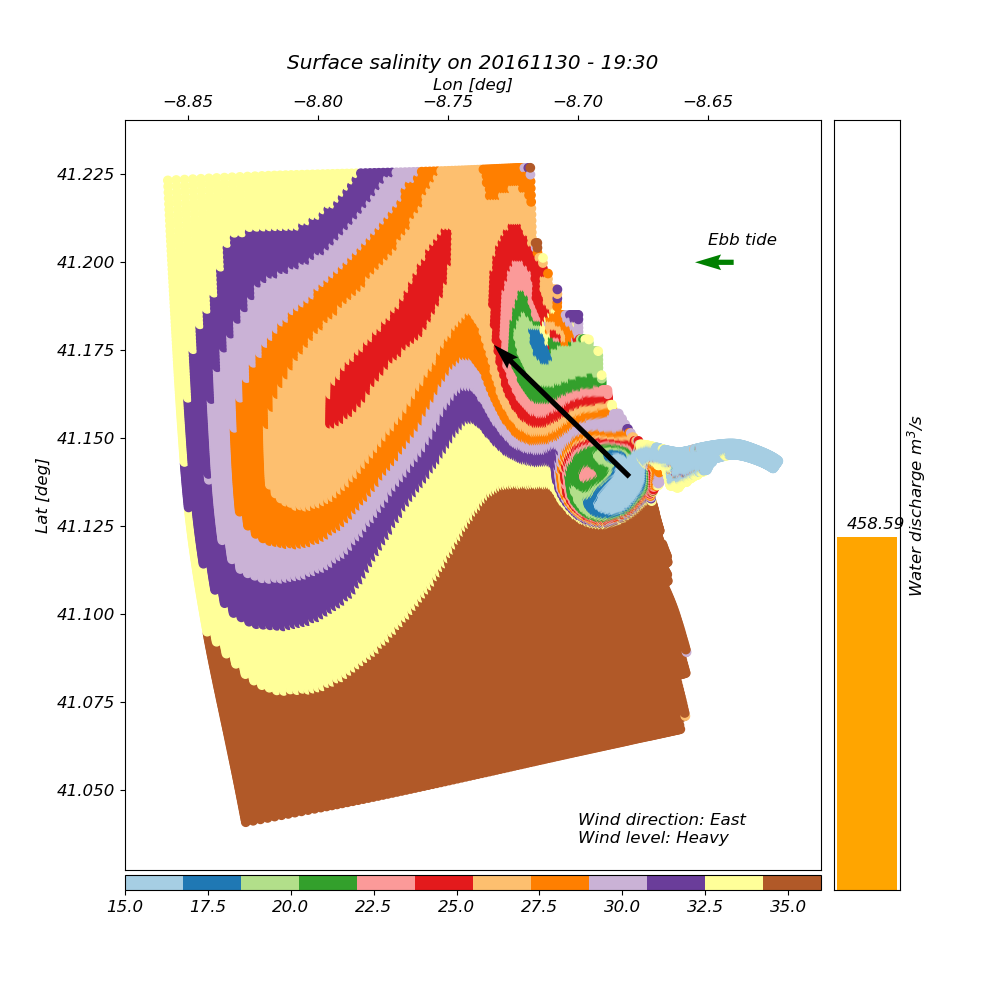 Surface salinity on 20161130 - 19:30
Lon [deg]
−8.85 −8.80 −8.75 −8.70 −8.65
41.225
41.200
41.175
41.150
41.125
41.100
41.075
41.050
Lat [deg]
Ebb tide
Wind direction: East
Wind level: Heavy
15.0 17.5 20.0 22.5 25.0 27.5 30.0 32.5 35.0
458.59
Water discharge m³/s